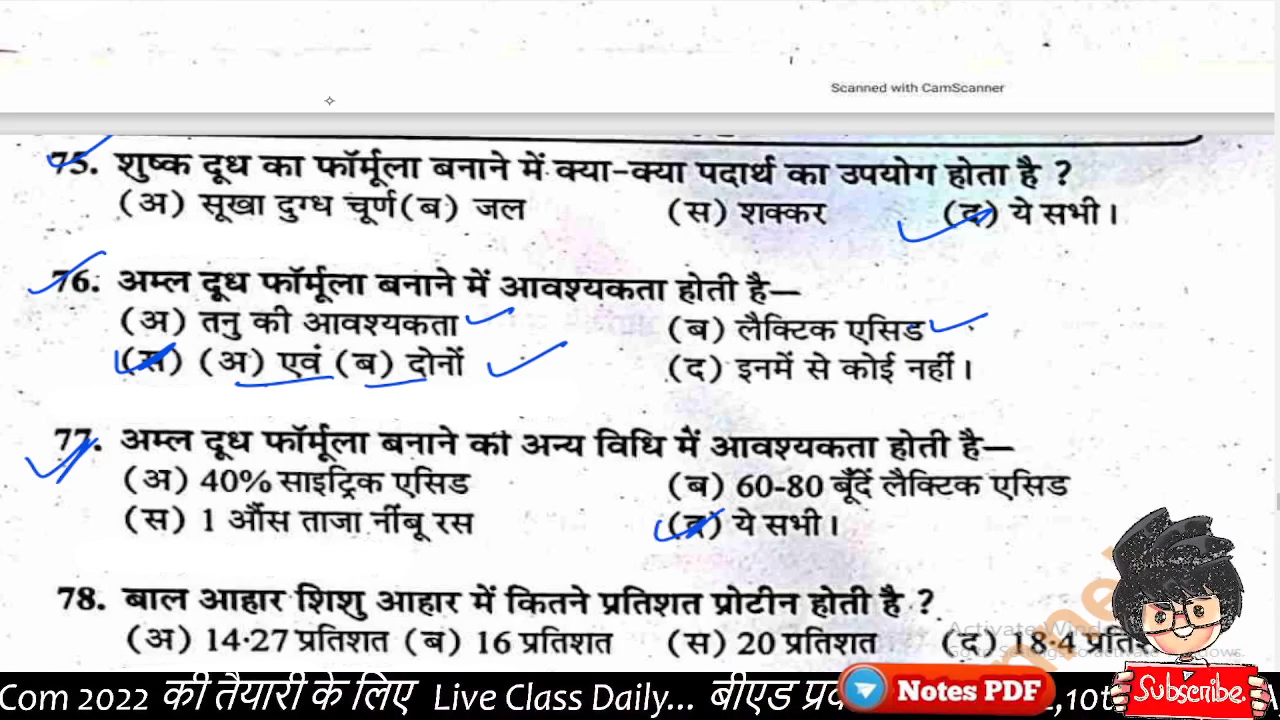 Scanned with CamScanner
75. शुष्क दूध का फॉर्मूला बनाने में क्या-क्या पदार्थ का उपयोग होता है ?
(अ) सूखा दुग्ध चूर्ण (ब) जल (स) शक्कर (द) ये सभी।
76. अम्ल दूध फॉर्मूला बनाने में आवश्यकता होती है—
(अ) तनु की आवश्यकता (ब) लैक्टिक एसिड
(स) (अ) एवं (ब) दोनों (द) इनमें से कोई नहीं।
77. अम्ल दूध फॉर्मूला बनाने की अन्य विधि में आवश्यकता होती है—
(अ) 40% साइट्रिक एसिड (ब) 60-80 बूँदें लैक्टिक एसिड
(स) 1 औंस ताजा नींबू रस (द) ये सभी।
78. बाल आहार शिशु आहार में कितने प्रतिशत प्रोटीन होती है ?
(अ) 14·27 प्रतिशत (ब) 16 प्रतिशत (स) 20 प्रतिशत (द) 18·4
Com 2022 की तैयारी के लिए Live Class Daily... बीएड
Notes PDF
Subscribe